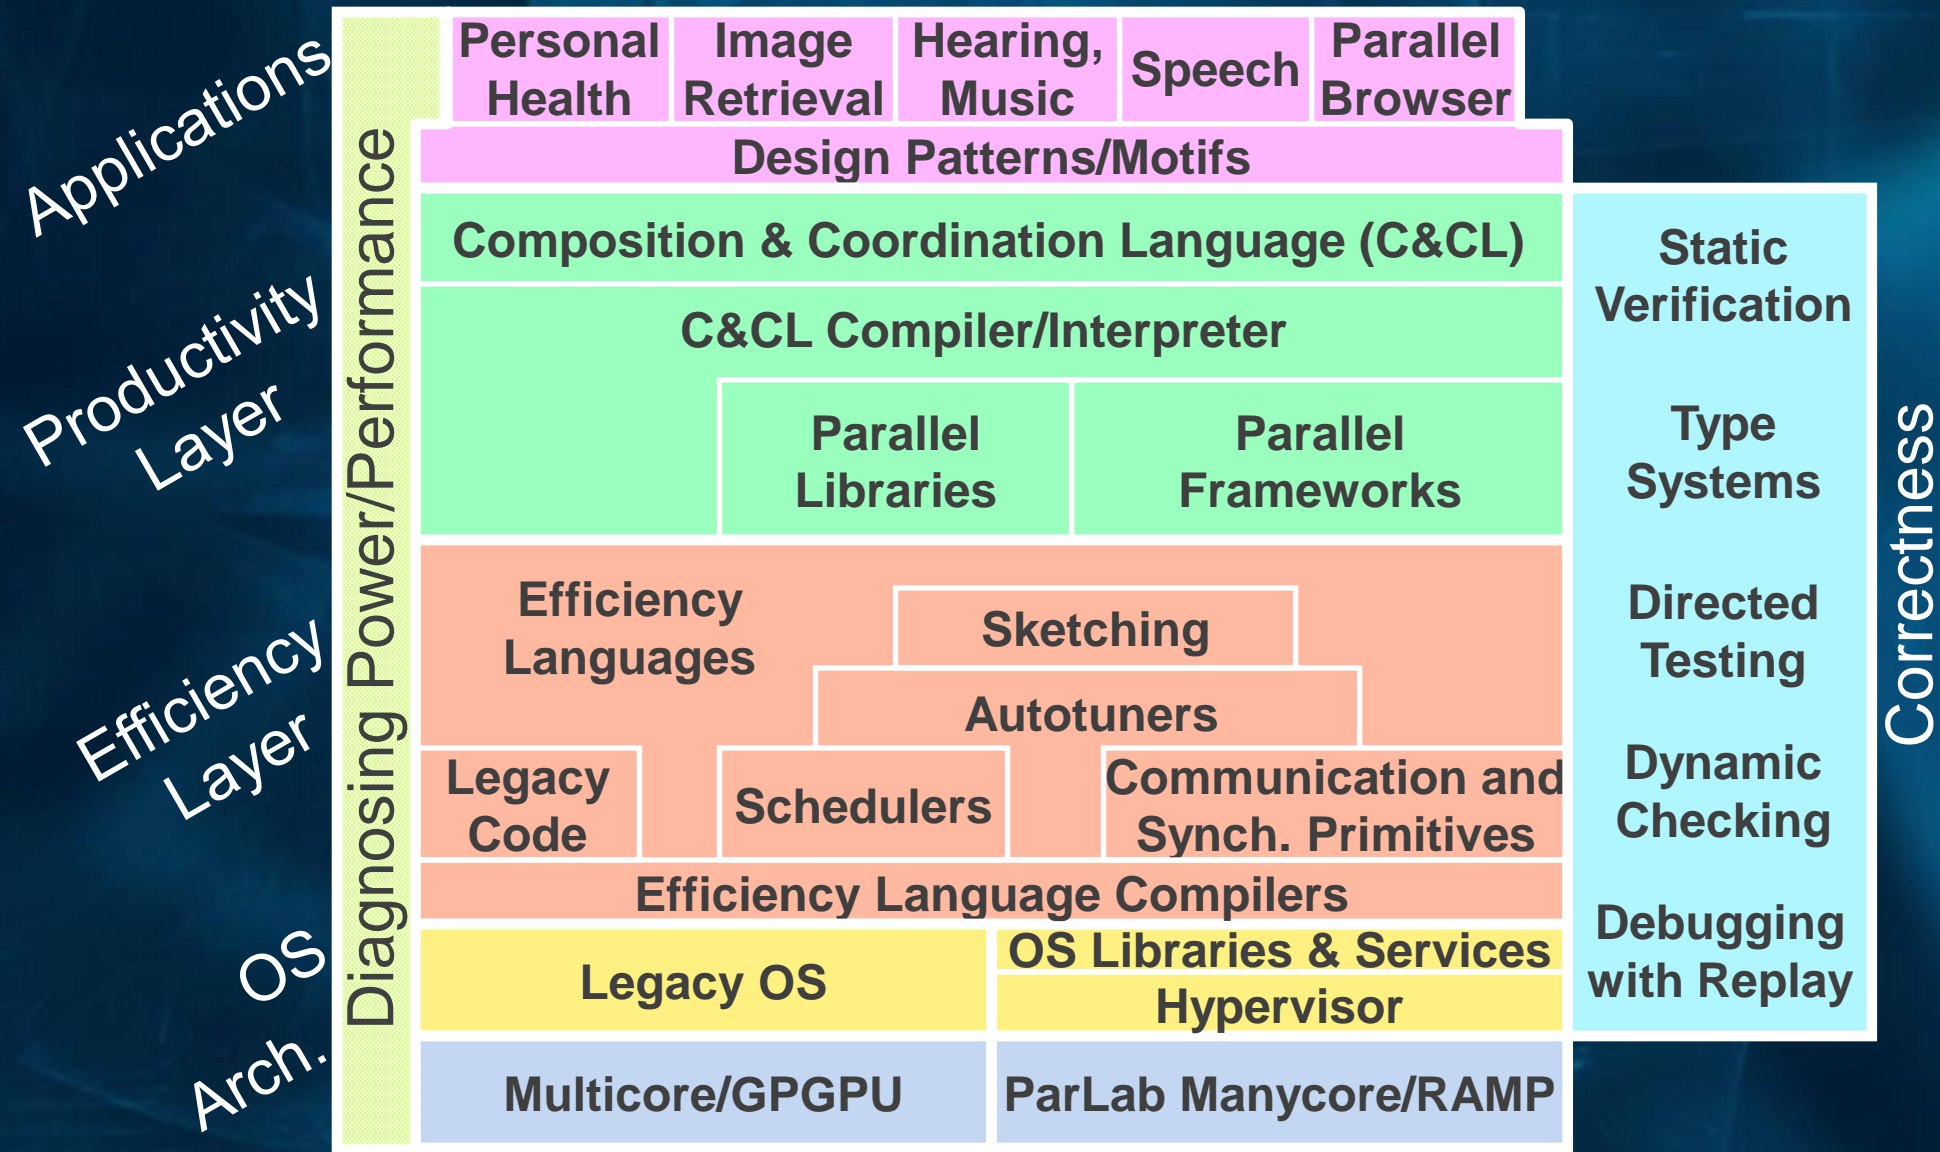 Applications
Productivity
Layer
Efficiency
Layer
OS
Arch.
Diagnosing Power/Performance
Personal
Health
Image
Retrieval
Hearing,
Music
Speech
Parallel
Browser
Design Patterns/Motifs
Composition & Coordination Language (C&CL)
C&CL Compiler/Interpreter
Parallel
Libraries
Parallel
Frameworks
Efficiency
Languages
Sketching
Autotuners
Legacy
Code
Schedulers
Communication and
Synch. Primitives
Efficiency Language Compilers
Legacy OS
OS Libraries & Services
Hypervisor
Multicore/GPGPU
ParLab Manycore/RAMP
Static
Verification
Type
Systems
Directed
Testing
Dynamic
Checking
Debugging
with Replay
Correctness